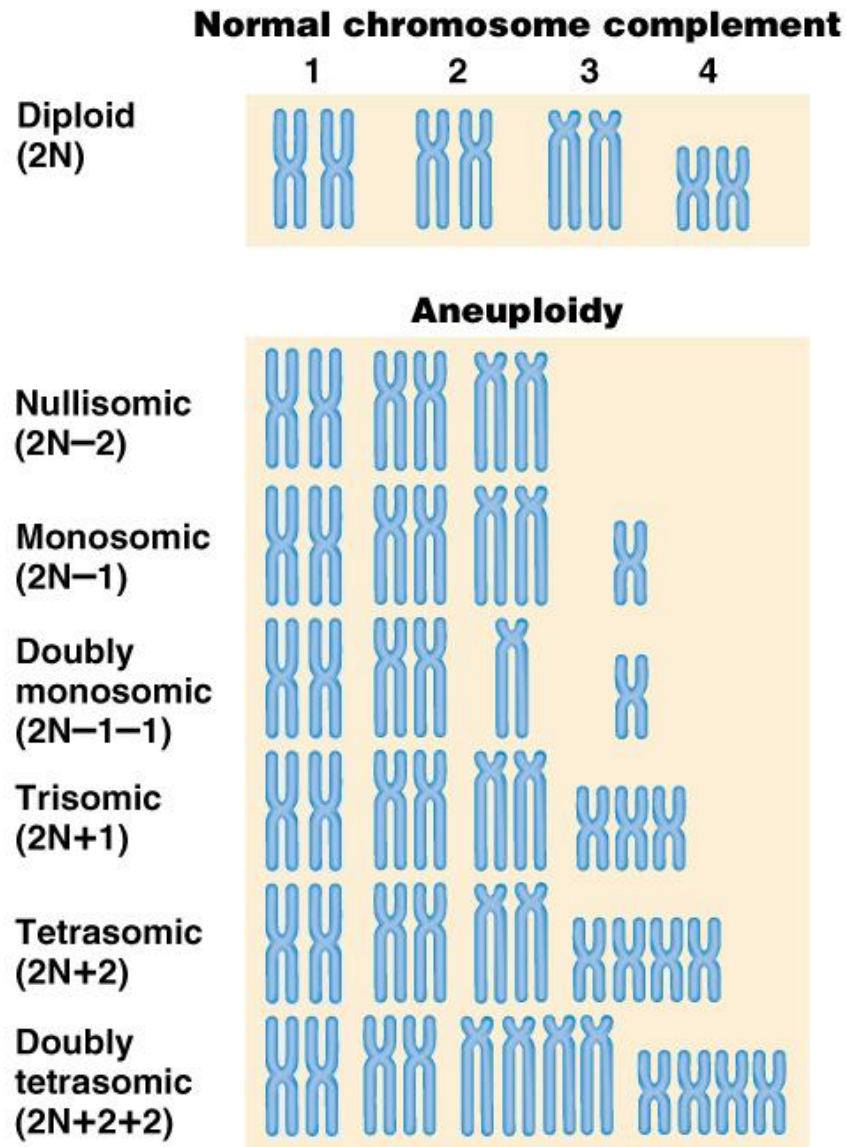 Normal chromosome complement
1 2 3 4
Diploid
(2N)
Aneuploidy
Nullisomic
(2N−2)
Monosomic
(2N−1)
Doubly
monosomic
(2N−1−1)
Trisomic
(2N+1)
Tetrasomic
(2N+2)
Doubly
tetrasomic
(2N+2+2)